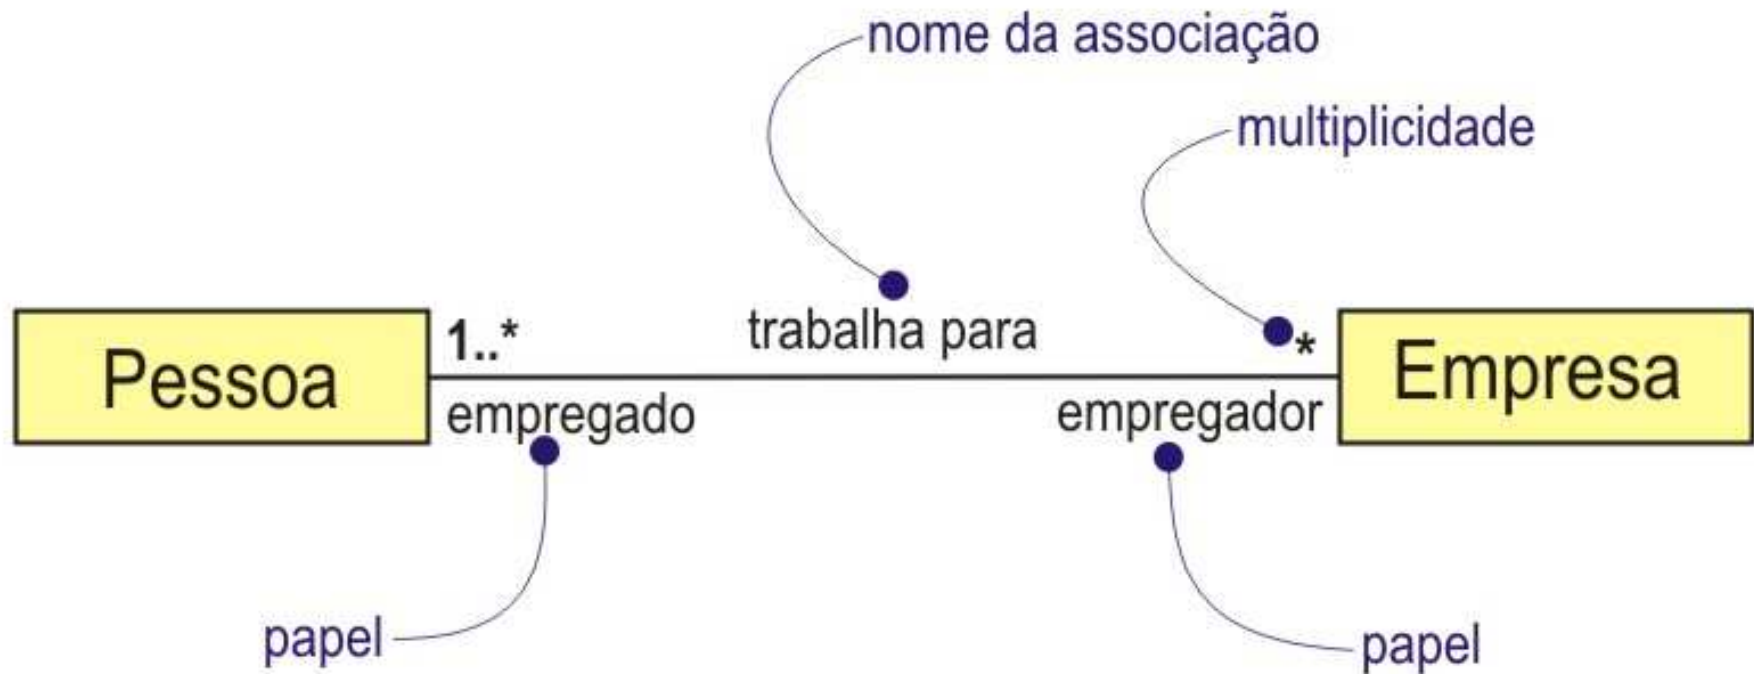 nome da associação
multiplicidade
1..*
trabalha para
*
Pessoa
Empresa
empregado
empregador
papel
papel